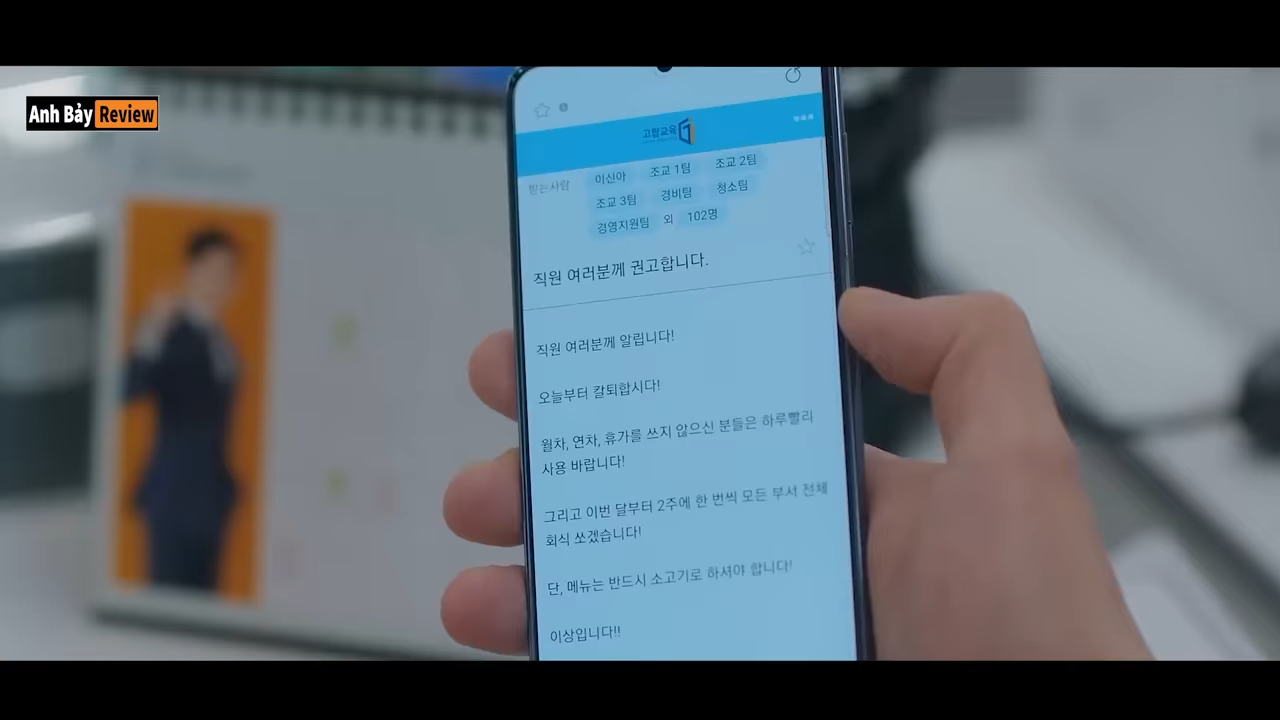 Anh Bảy Review
고탑교육
받는사람 이신아 조교 1팀 조교 2팀
조교 3팀 경비팀 청소팀
경영지원팀 외 102명
직원 여러분께 권고합니다.
직원 여러분께 알립니다!
오늘부터 칼퇴합시다!
월차, 연차, 휴가를 쓰지 않으신 분들은 하루빨리
사용 바랍니다!
그리고 이번 달부터 2주에 한 번씩 모든 부서 전체
회식 쏘겠습니다!
단, 메뉴는 반드시 소고기로 하셔야 합니다!
이상입니다!!